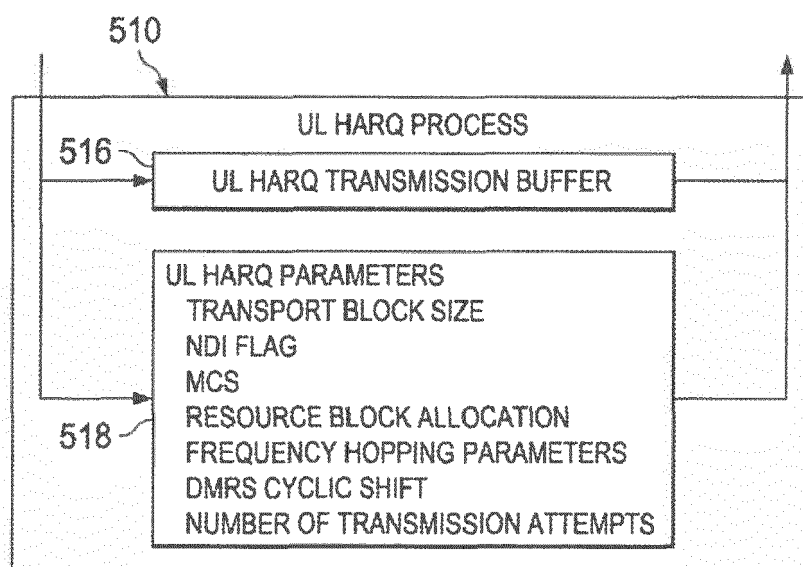 510
UL HARQ PROCESS
516
UL HARQ TRANSMISSION BUFFER
UL HARQ PARAMETERS
TRANSPORT BLOCK SIZE
NDI FLAG
MCS
RESOURCE BLOCK ALLOCATION
518
FREQUENCY HOPPING PARAMETERS
DMRS CYCLIC SHIFT
NUMBER OF TRANSMISSION ATTEMPTS